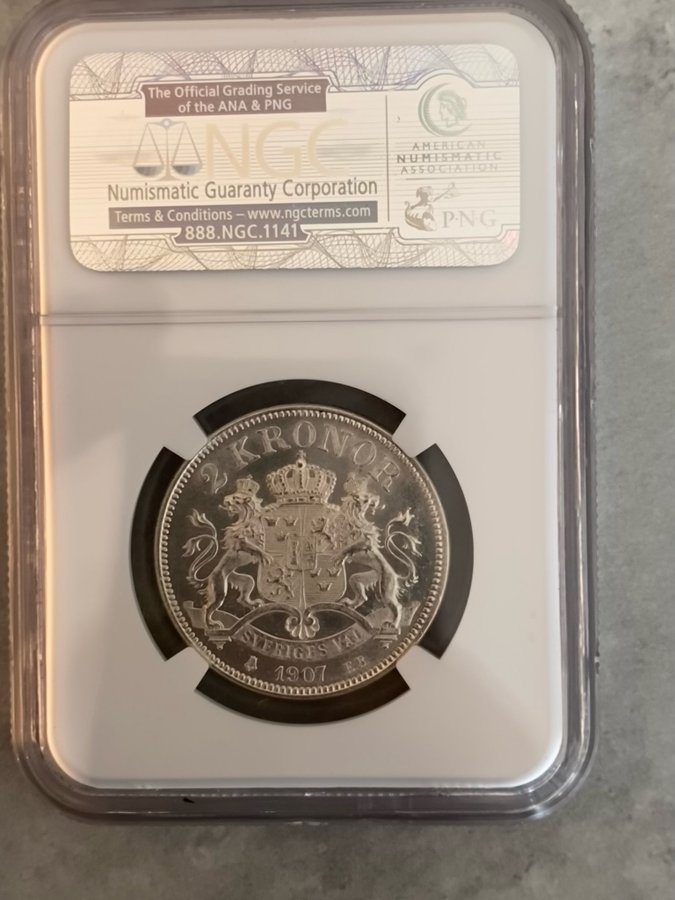 The Official Grading Service
of the ANA & PNG
NGC
Numismatic Guaranty Corporation
Terms & Conditions – www.ngcterms.com
888.NGC.1141
AMERICAN
NUMISMATIC
ASSOCIATION
PNG
2 KRONOR
SVERIGES VÄL
1907 E.B